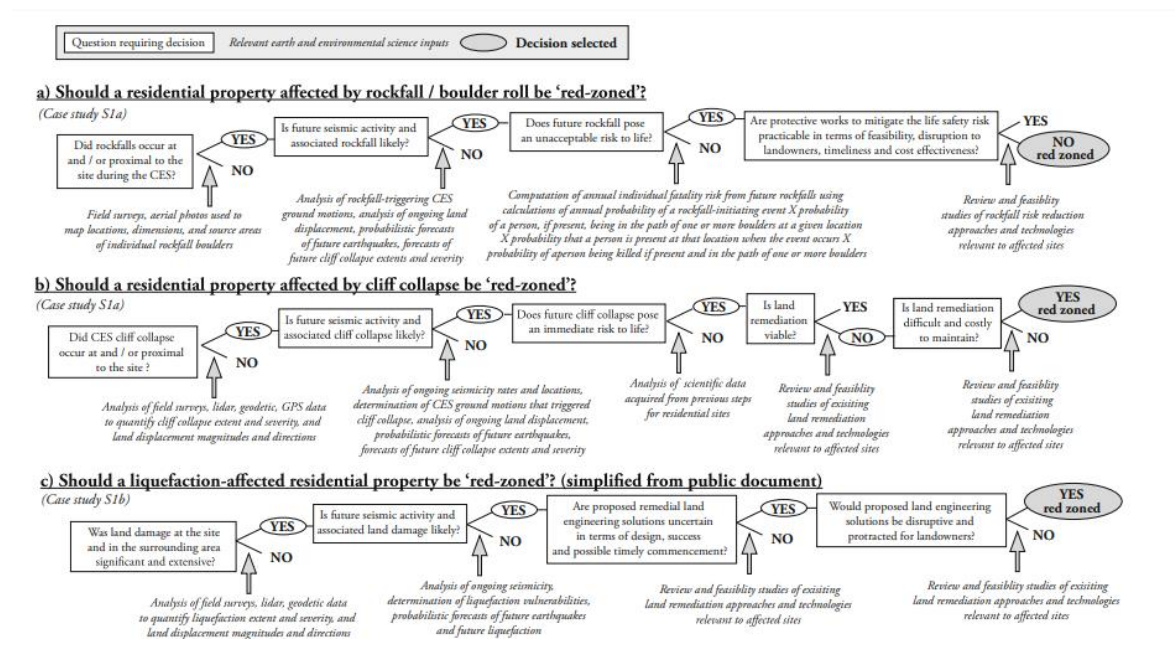 Question requiring decision
Relevant earth and environmental science inputs
Decision selected
a) Should a residential property affected by rockfall / boulder roll be 'red-zoned'?
(Case study S1a)
Did rockfalls occur at
and / or proximal to the
site during the CES?
YES
NO
Field surveys, aerial photos used to
map locations, dimensions, and source areas
of individual rockfall boulders
Is future seismic activity and
associated rockfall likely?
YES
NO
Analysis of rockfall-triggering CES
ground motions, analysis of ongoing land
displacement, probabilistic forecasts
of future earthquakes, forecasts of
future cliff collapse extents and severity
Does future rockfall pose
an unacceptable risk to life?
YES
NO
Computation of annual individual fatality risk from future rockfalls using
calculations of annual probability of a rockfall-initiating event X probability
of a person, if present, being in the path of one or more boulders at a given location
X probability that a person is present at that location when the event occurs X
probability of aperson being killed if present and in the path of one or more boulders
Are protective works to mitigate the life safety risk
practicable in terms of feasibility, disruption to
landowners, timeliness and cost effectiveness?
YES
NO
red zoned
Review and feasiblity
studies of rockfall risk reduction
approaches and technologies
relevant to affected sites
b) Should a residential property affected by cliff collapse be 'red-zoned'?
(Case study S1a)
Did CES cliff collapse
occur at and / or proximal
to the site ?
YES
NO
Analysis of field surveys, lidar, geodetic, GPS data
to quantify cliff collapse extent and severity, and
land displacement magnitudes and directions
Is future seismic activity and
associated cliff collapse likely?
YES
NO
Analysis of ongoing seismicity rates and locations,
determination of CES ground motions that triggered
cliff collapse, analysis of ongoing land displacement,
probabilistic forecasts of future earthquakes,
forecasts of future cliff collapse extents and severity
Does future cliff collapse pose
an immediate risk to life?
YES
NO
Analysis of scientific data
acquired from previous steps
for residential sites
Is land
remediation
viable?
YES
NO
Review and feasiblity
studies of exisiting
land remediation
approaches and technologies
relevant to affected sites
Is land remediation
difficult and costly
to maintain?
YES
red zoned
NO
Review and feasiblity
studies of exisiting
land remediation
approaches and technologies
relevant to affected sites
c) Should a liquefaction-affected residential property be 'red-zoned'? (simplified from public document)
(Case study S1b)
Was land damage at the site
and in the surrounding area
significant and extensive?
YES
NO
Analysis of field surveys, lidar, geodetic data
to quantify liquefaction extent and severity, and
land displacement magnitudes and directions
Is future seismic activity and
associated land damage likely?
YES
NO
Analysis of ongoing seismicity,
determination of liquefaction vulnerabilities,
probabilistic forecasts of future earthquakes
and future liquefaction
Are proposed remedial land
engineering solutions uncertain
in terms of design, success
and possible timely commencement?
YES
NO
Review and feasiblity studies of exisiting
land remediation approaches and technologies
relevant to affected sites
Would proposed land engineering
solutions be disruptive and
protracted for landowners?
YES
red zoned
NO
Review and feasiblity studies of exisiting
land remediation approaches and technologies
relevant to affected sites